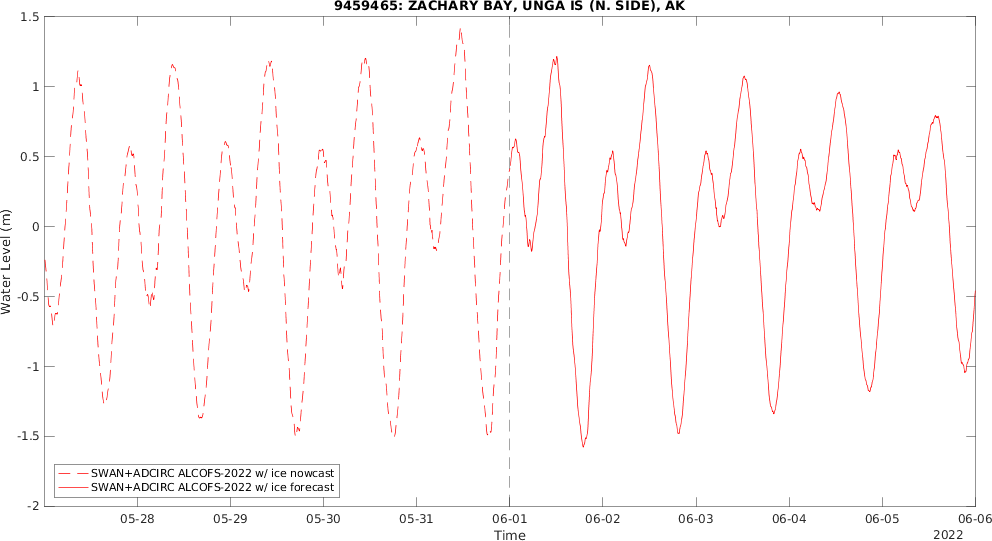 9459465: ZACHARY BAY, UNGA IS (N. SIDE), AK
1.5
1
0.5
0
-0.5
-1
-1.5
-2
Water Level (m)
SWAN+ADCIRC ALCOFS-2022 w/ ice nowcast
SWAN+ADCIRC ALCOFS-2022 w/ ice forecast
05-28 05-29 05-30 05-31 06-01 06-02 06-03 06-04 06-05 06-06
Time
2022